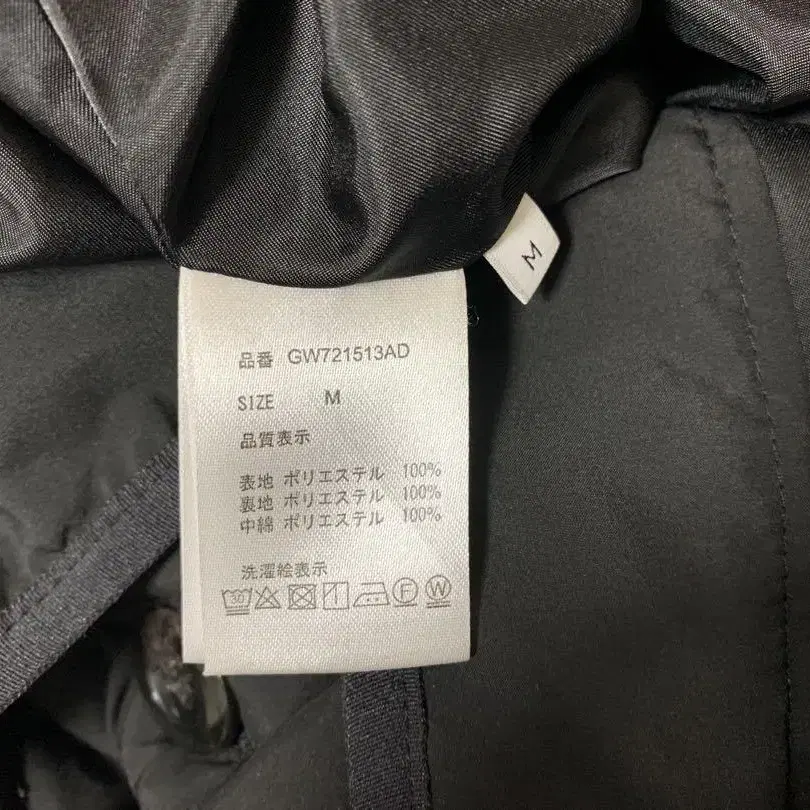 M
品番 GW721513AD
SIZE M
品質表示
表地 ポリエステル 100%
裏地 ポリエステル 100%
中綿 ポリエステル 100%
洗濯絵表示
30 F W